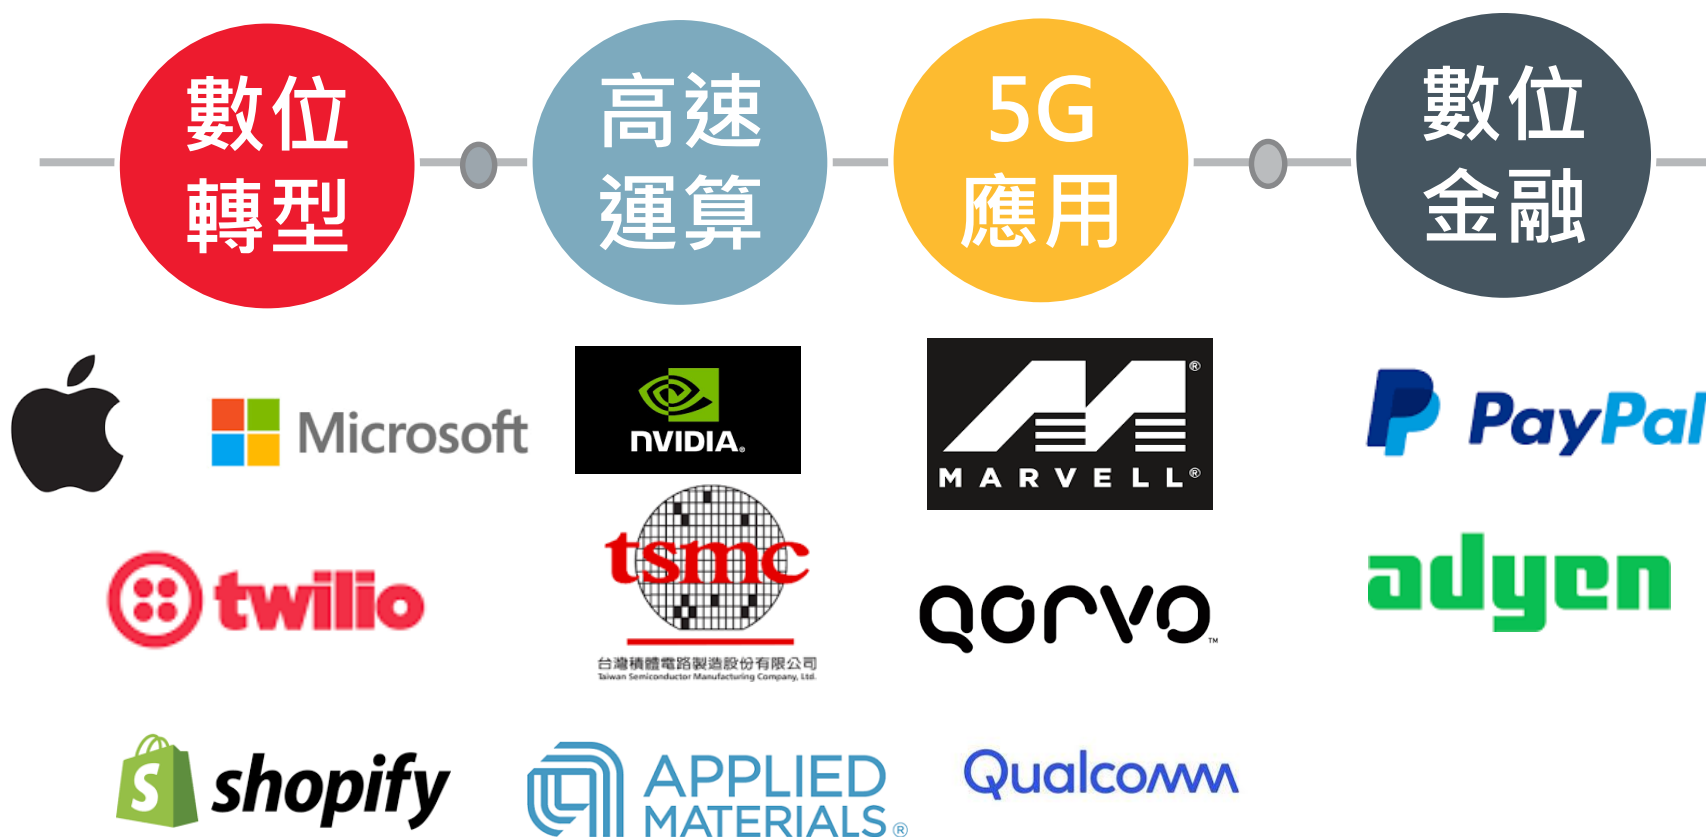 數位
轉型
高速
運算
5G
應用
數位
金融
Microsoft
nVIDIA®
MARVELL®
PayPal
twilio
tsmc
台灣積體電路製造股份有限公司
Taiwan Semiconductor Manufacturing Company, Ltd.
QORVO™
adyen
S
shopify
APPLIED
MATERIALS®
Qualcomm